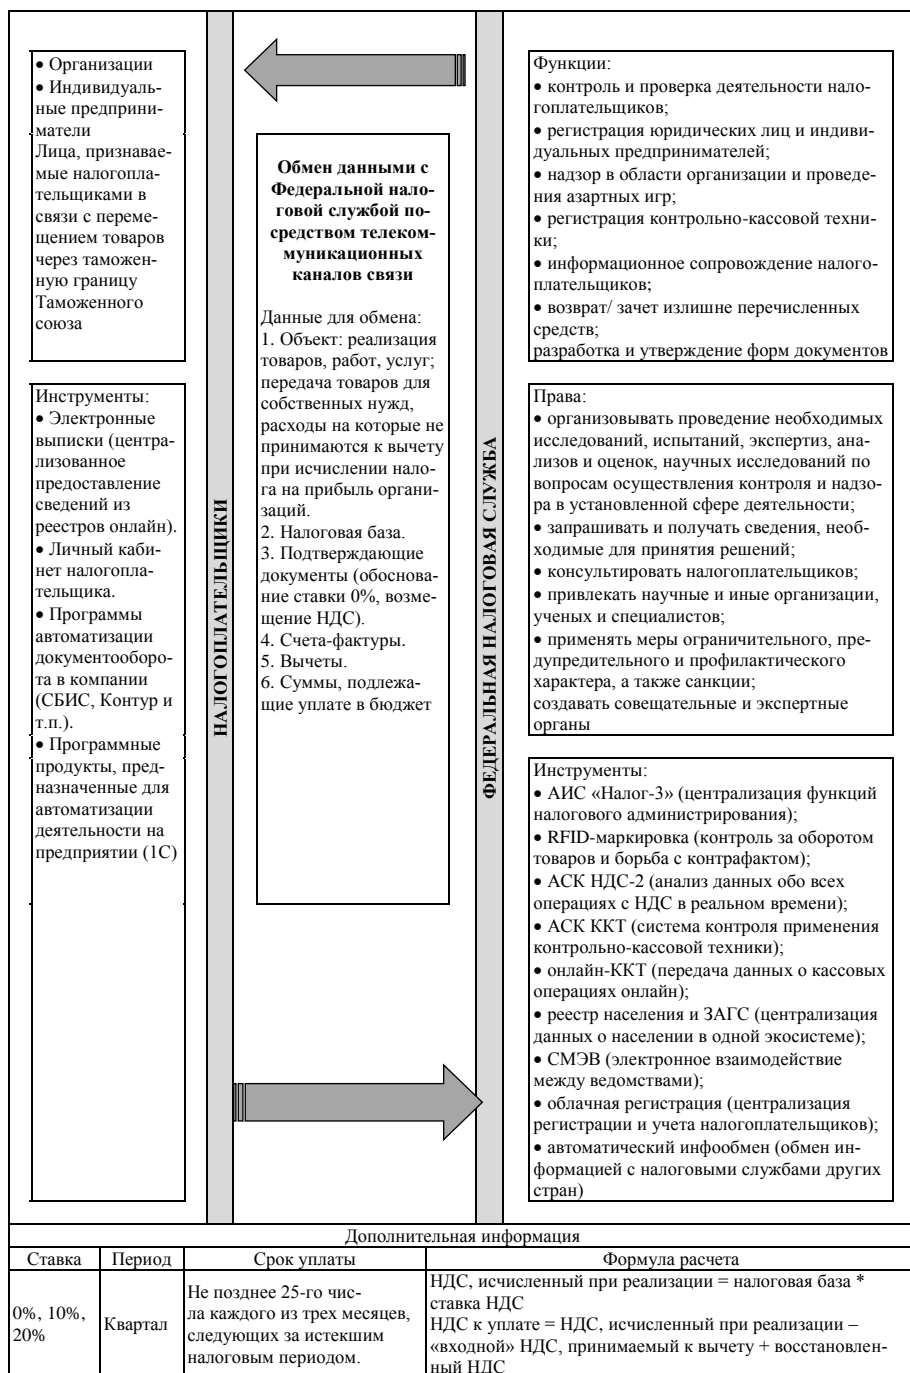 • Организации
• Индивидуаль-
ные предприни-
матели
Лица, признавае-
мые налогопла-
тельщиками в
связи с переме-
щением товаров
через таможен-
ную границу
Таможенного
союза
Инструменты:
• Электронные
выписки (центра-
лизованное
предоставление
сведений из
реестров онлайн).
• Личный каби-
нет налогопла-
тельщика.
• Программы
автоматизации
документооборо-
та в компании
(СБИС, Контур и
т.п.).
• Программные
продукты, пред-
назначенные для
автоматизации
деятельности на
предприятии (1С)
НАЛОГОПЛАТЕЛЬЩИКИ
Обмен данными с
Федеральной нало-
говой службой по-
средством телеком-
муникационных
каналов связи
Данные для обмена:
1. Объект: реализация
товаров, работ, услуг;
передача товаров для
собственных нужд,
расходы на которые не
принимаются к вычету
при исчислении нало-
га на прибыль органи-
заций.
2. Налоговая база.
3. Подтверждающие
документы (обоснова-
ние ставки 0%, возме-
щение НДС).
4. Счета-фактуры.
5. Вычеты.
6. Суммы, подлежа-
щие уплате в бюджет
ФЕДЕРАЛЬНАЯ НАЛОГОВАЯ СЛУЖБА
Функции:
• контроль и проверка деятельности нало-
гоплательщиков;
• регистрация юридических лиц и индиви-
дуальных предпринимателей;
• надзор в области организации и проведе-
ния азартных игр;
• регистрация контрольно-кассовой техни-
ки;
• информационное сопровождение налого-
плательщиков;
• возврат/ зачет излишне перечисленных
средств;
разработка и утверждение форм документов
Права:
• организовывать проведение необходимых
исследований, испытаний, экспертиз, ана-
лизов и оценок, научных исследований по
вопросам осуществления контроля и надзо-
ра в установленной сфере деятельности;
• запрашивать и получать сведения, необ-
ходимые для принятия решений;
• консультировать налогоплательщиков;
• привлекать научные и иные организации,
ученых и специалистов;
• применять меры ограничительного, пре-
дупредительного и профилактического
характера, а также санкции;
создавать совещательные и экспертные
органы
Инструменты:
• АИС «Налог-3» (централизация функций
налогового администрирования);
• RFID-маркировка (контроль за оборотом
товаров и борьба с контрафактом);
• АСК НДС-2 (анализ данных обо всех
операциях с НДС в реальном времени);
• АСК ККТ (система контроля применения
контрольно-кассовой техники);
• онлайн-ККТ (передача данных о кассовых
операциях онлайн);
• реестр населения и ЗАГС (централизация
данных о населении в одной экосистеме);
• СМЭВ (электронное взаимодействие
между ведомствами);
• облачная регистрация (централизация
регистрации и учета налогоплательщиков);
• автоматический инфообмен (обмен ин-
формацией с налоговыми службами других
стран)
Дополнительная информация
Ставка Период Срок уплаты Формула расчета
0%, 10%,
20%
Квартал
Не позднее 25-го чис-
ла каждого из трех месяцев,
следующих за истекшим
налоговым периодом.
НДС, исчисленный при реализации = налоговая база *
ставка НДС
НДС к уплате = НДС, исчисленный при реализации –
«входной» НДС, принимаемый к вычету + восстановлен-
ный НДС